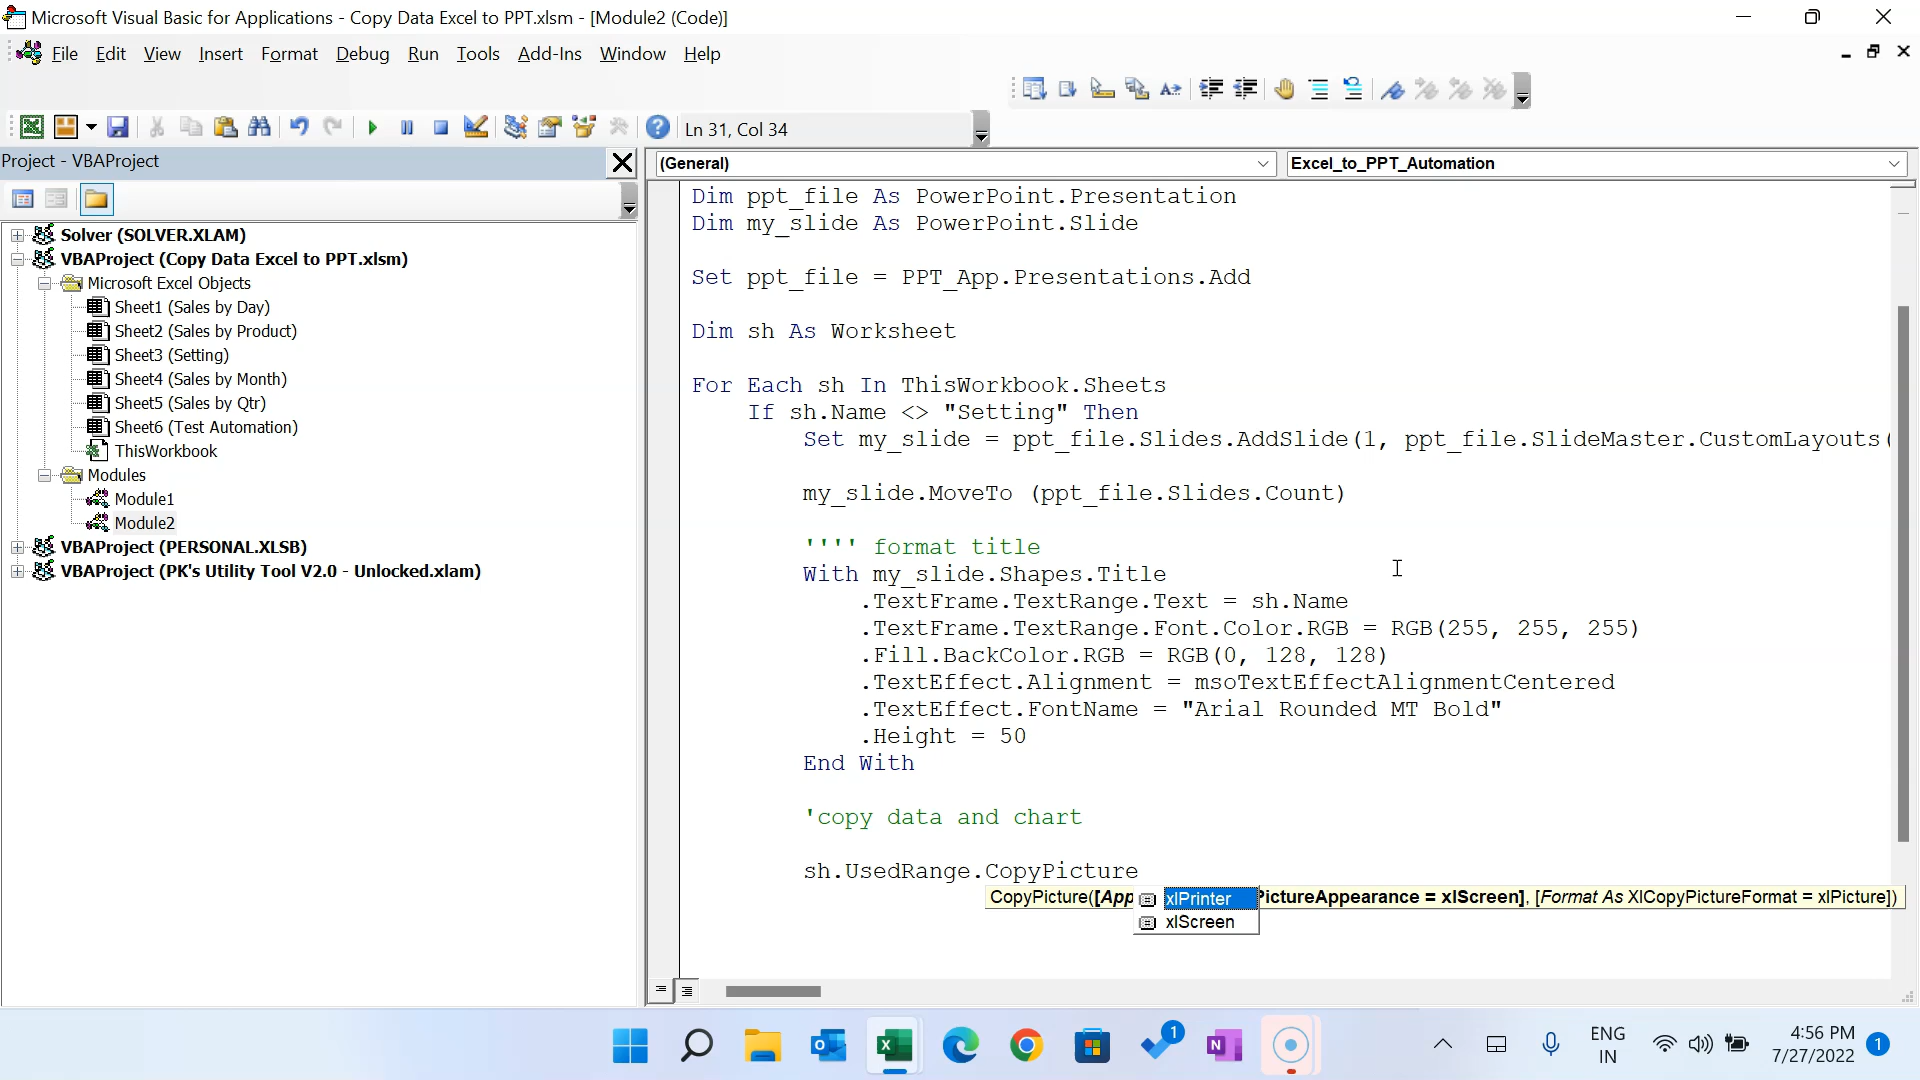 Microsoft Visual Basic for Applications - Copy Data Excel to PPT.xlsm - [Module2 (Code)]
File Edit View Insert Format Debug Run Tools Add-Ins Window Help
Ln 31, Col 34
Project - VBAProject
(General)
Excel_to_PPT_Automation
Solver (SOLVER.XLAM)
VBAProject (Copy Data Excel to PPT.xlsm)
Microsoft Excel Objects
Sheet1 (Sales by Day)
Sheet2 (Sales by Product)
Sheet3 (Setting)
Sheet4 (Sales by Month)
Sheet5 (Sales by Qtr)
Sheet6 (Test Automation)
ThisWorkbook
Modules
Module1
Module2
VBAProject (PERSONAL.XLSB)
VBAProject (PK's Utility Tool V2.0 - Unlocked.xlam)
Dim ppt_file As PowerPoint.Presentation
Dim my_slide As PowerPoint.Slide
Set ppt_file = PPT_App.Presentations.Add
Dim sh As Worksheet
For Each sh In ThisWorkbook.Sheets
If sh.Name <> "Setting" Then
Set my_slide = ppt_file.Slides.AddSlide(1, ppt_file.SlideMaster.CustomLayouts(
my_slide.MoveTo (ppt_file.Slides.Count)
'''' format title
With my_slide.Shapes.Title
.TextFrame.TextRange.Text = sh.Name
.TextFrame.TextRange.Font.Color.RGB = RGB(255, 255, 255)
.Fill.BackColor.RGB = RGB(0, 128, 128)
.TextEffect.Alignment = msoTextEffectAlignmentCentered
.TextEffect.FontName = "Arial Rounded MT Bold"
.Height = 50
End With
'copy data and chart
sh.UsedRange.CopyPicture
CopyPicture([App xlPrinter PictureAppearance = xlScreen], [Format As XlCopyPictureFormat = xlPicture])
xlScreen
1
ENG
IN
4:56 PM
7/27/2022
1